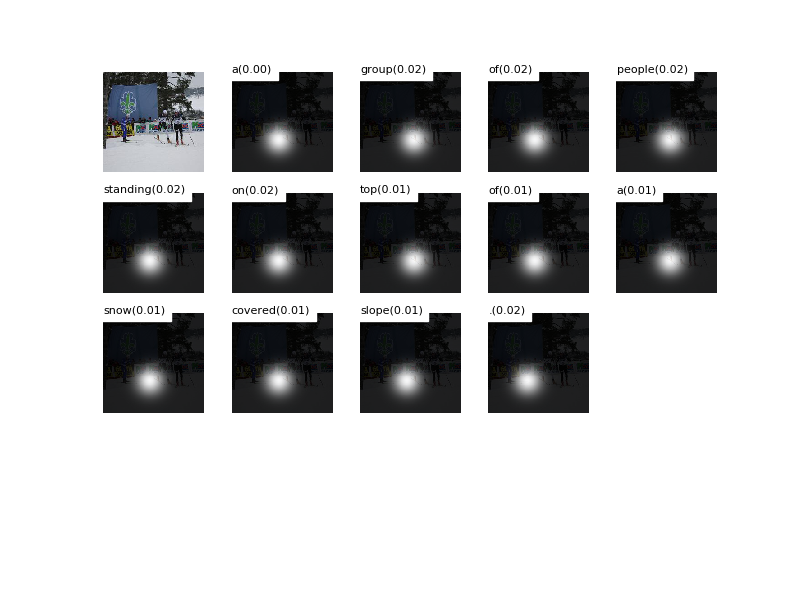 a(0.00) group(0.02) of(0.02) people(0.02)
standing(0.02) on(0.02) top(0.01) of(0.01) a(0.01)
snow(0.01) covered(0.01) slope(0.01) .(0.02)